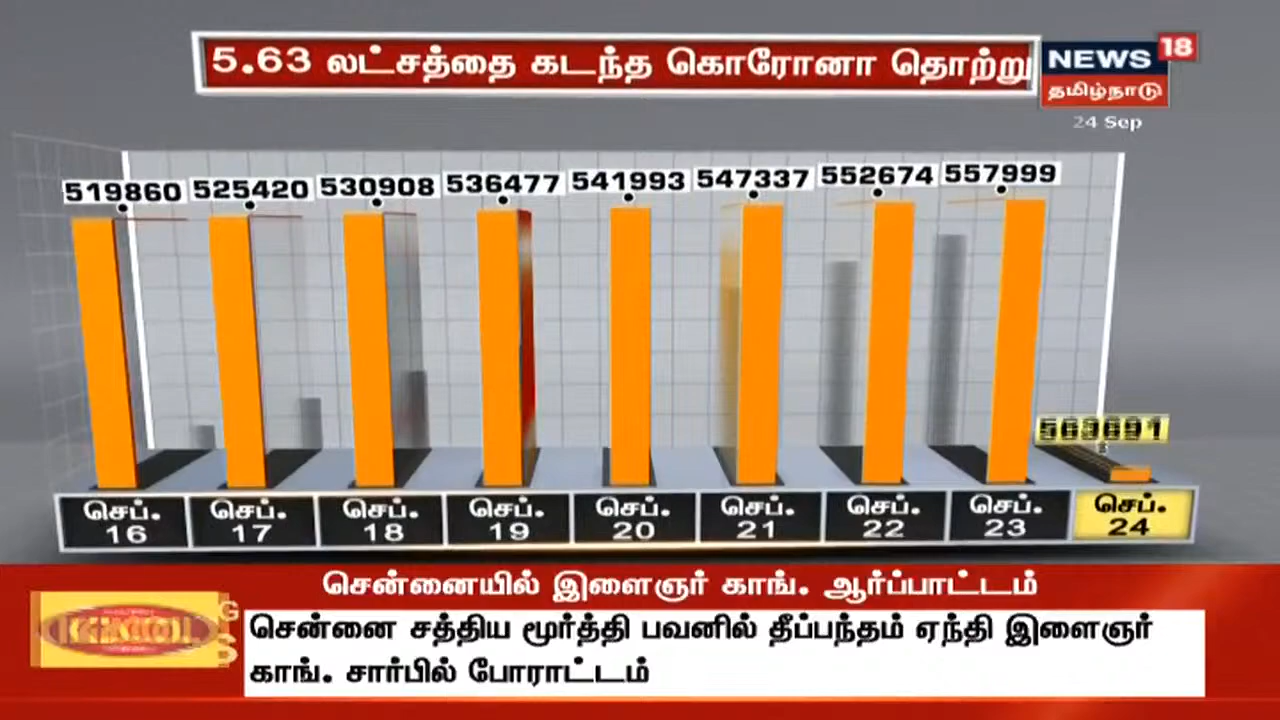 5.63 லட்சத்தை கடந்த கொரோனா தொற்று
NEWS 18
தமிழ்நாடு
24 Sep
519860 525420 530908 536477 541993 547337 552674 557999
563691
செப். 16 செப். 17 செப். 18 செப். 19 செப். 20 செப். 21 செப். 22 செப். 23 செப். 24
சென்னையில் இளைஞர் காங். ஆர்ப்பாட்டம்
சென்னை சத்திய மூர்த்தி பவனில் தீப்பந்தம் ஏந்தி இளைஞர்
காங். சார்பில் போராட்டம்